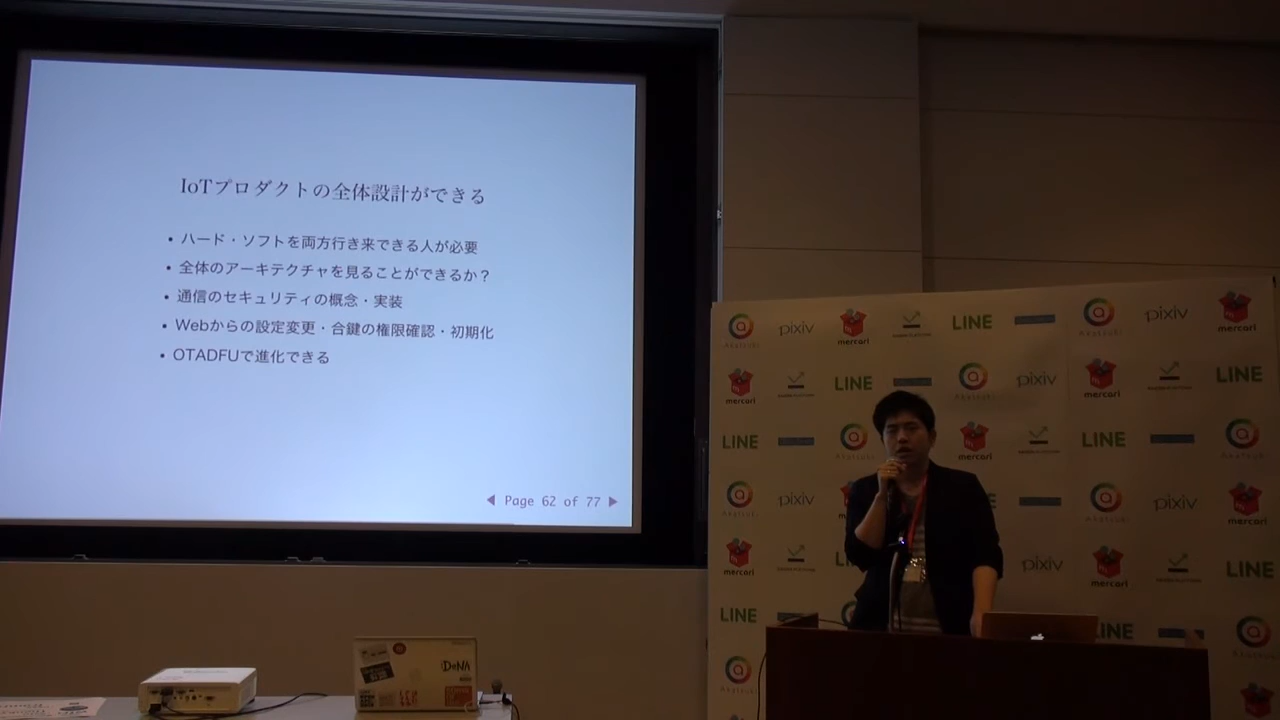 IoTプロダクトの全体設計ができる
• ハード・ソフトを両方行き来できる人が必要
• 全体のアーキテクチャを見ることができるか？
• 通信のセキュリティの概念・実装
• Webからの設定変更・合鍵の権限確認・初期化
• OTADFUで進化できる
◀ Page 62 of 77 ▶
pixiv
mercari
LINE
pixiv
mercari
mercari
LINE
pixiv
mercari
LINE
LINE
mercari
LINE
pixiv
pixiv
mercari
mercari
pixiv
mercari
LINE
LINE
DeNA